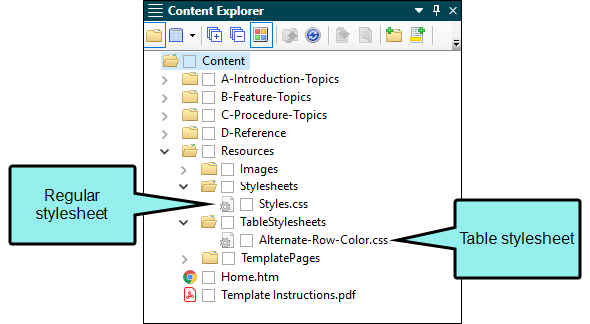 Content Explorer
Content
A-Introduction-Topics
B-Feature-Topics
C-Procedure-Topics
D-Reference
Resources
Images
Stylesheets
Regular
stylesheet
Styles.css
TableStylesheets
Alternate-Row-Color.css
Table stylesheet
TemplatePages
Home.htm
Template Instructions.pdf